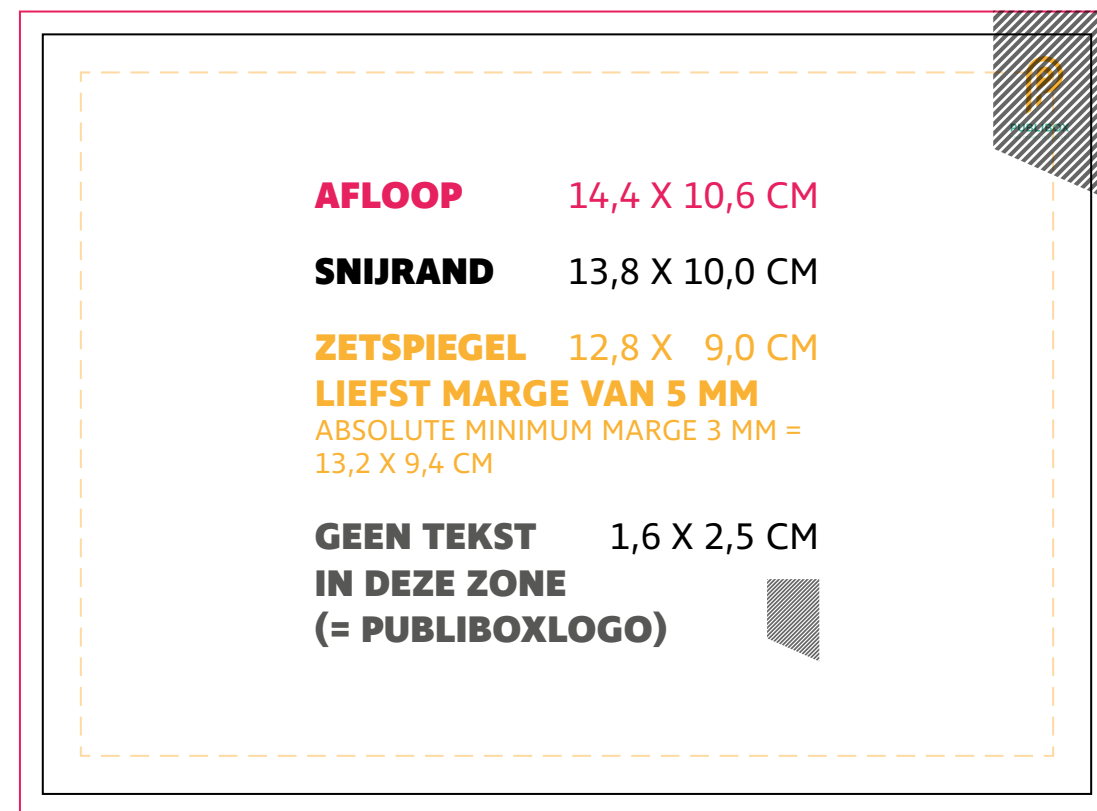 PUBLIBOX
AFLOOP 14,4 X 10,6 CM
SNIJRAND 13,8 X 10,0 CM
ZETSPIEGEL 12,8 X 9,0 CM
LIEFST MARGE VAN 5 MM
ABSOLUTE MINIMUM MARGE 3 MM =
13,2 X 9,4 CM
GEEN TEKST 1,6 X 2,5 CM
IN DEZE ZONE
(= PUBLIBOXLOGO)